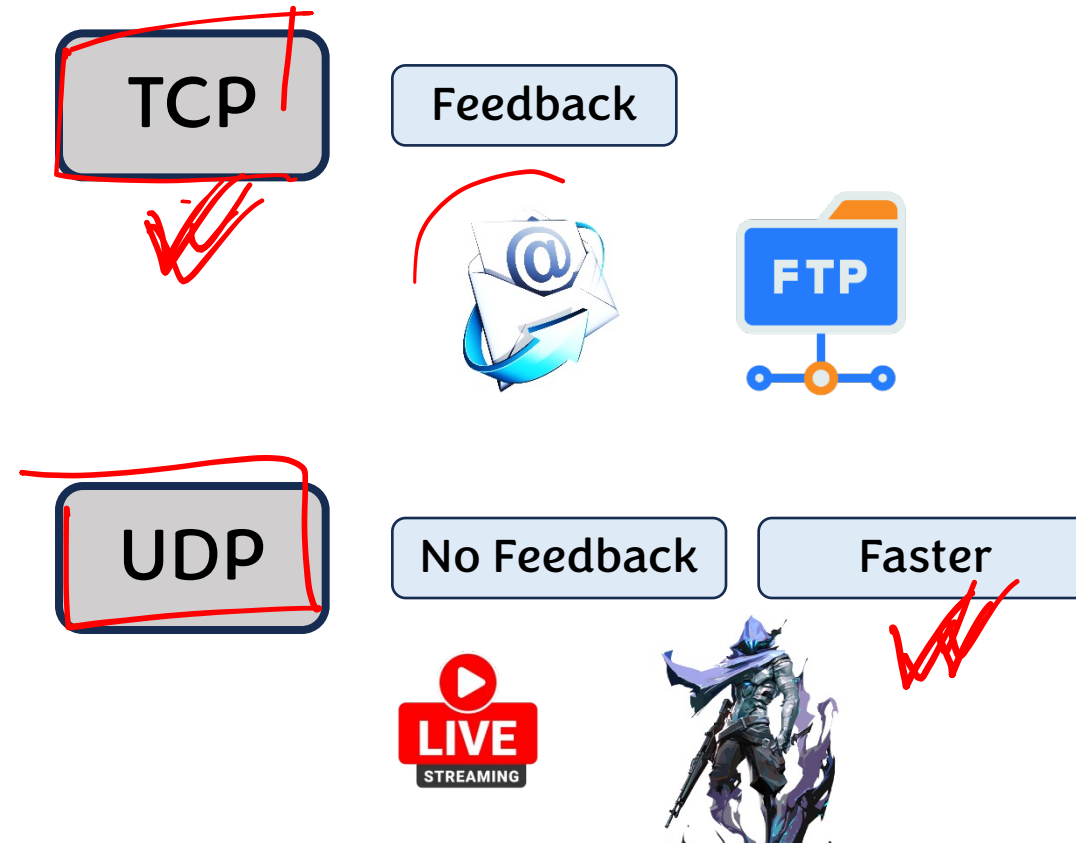 TCP
Feedback
@
FTP
UDP
No Feedback
Faster
LIVE
STREAMING